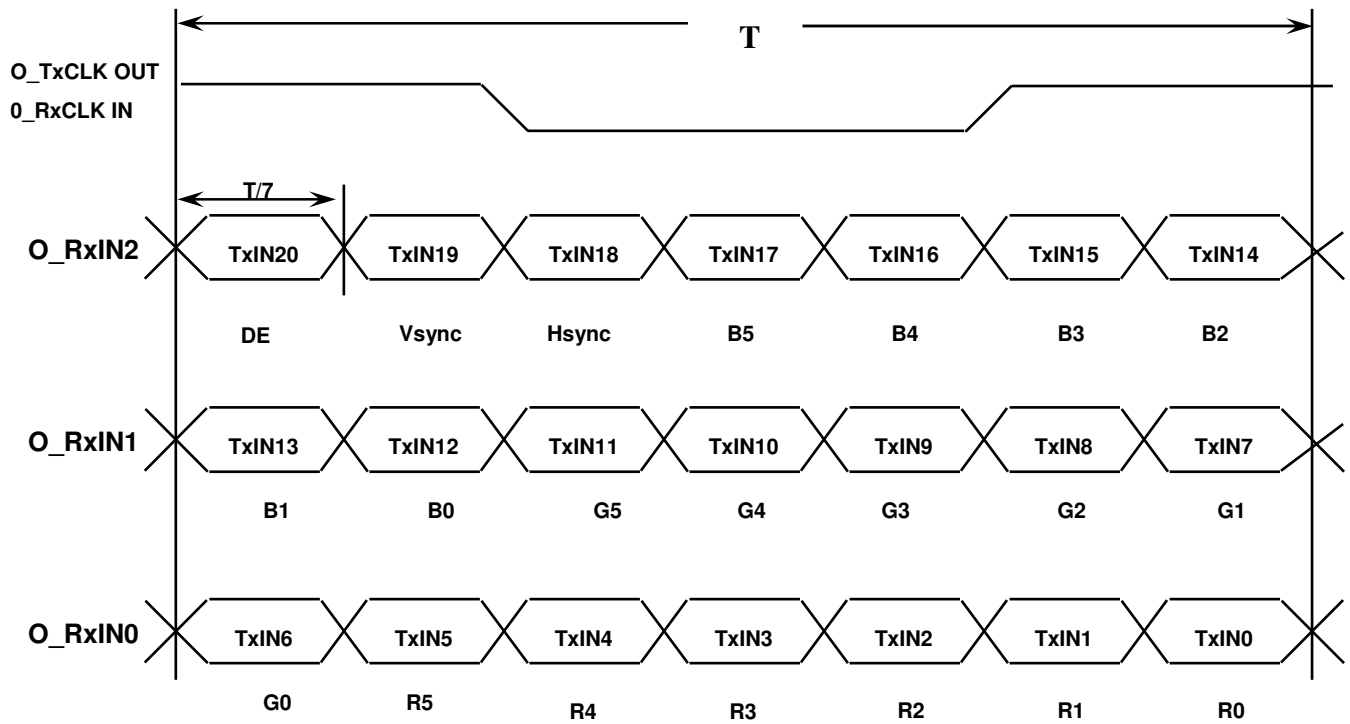 T
O_TxCLK OUT
0_RxCLK IN
T/7
O_RxIN2 TxIN20 TxIN19 TxIN18 TxIN17 TxIN16 TxIN15 TxIN14
DE Vsync Hsync B5 B4 B3 B2
O_RxIN1 TxIN13 TxIN12 TxIN11 TxIN10 TxIN9 TxIN8 TxIN7
B1 B0 G5 G4 G3 G2 G1
O_RxIN0 TxIN6 TxIN5 TxIN4 TxIN3 TxIN2 TxIN1 TxIN0
G0 R5 R4 R3 R2 R1 R0